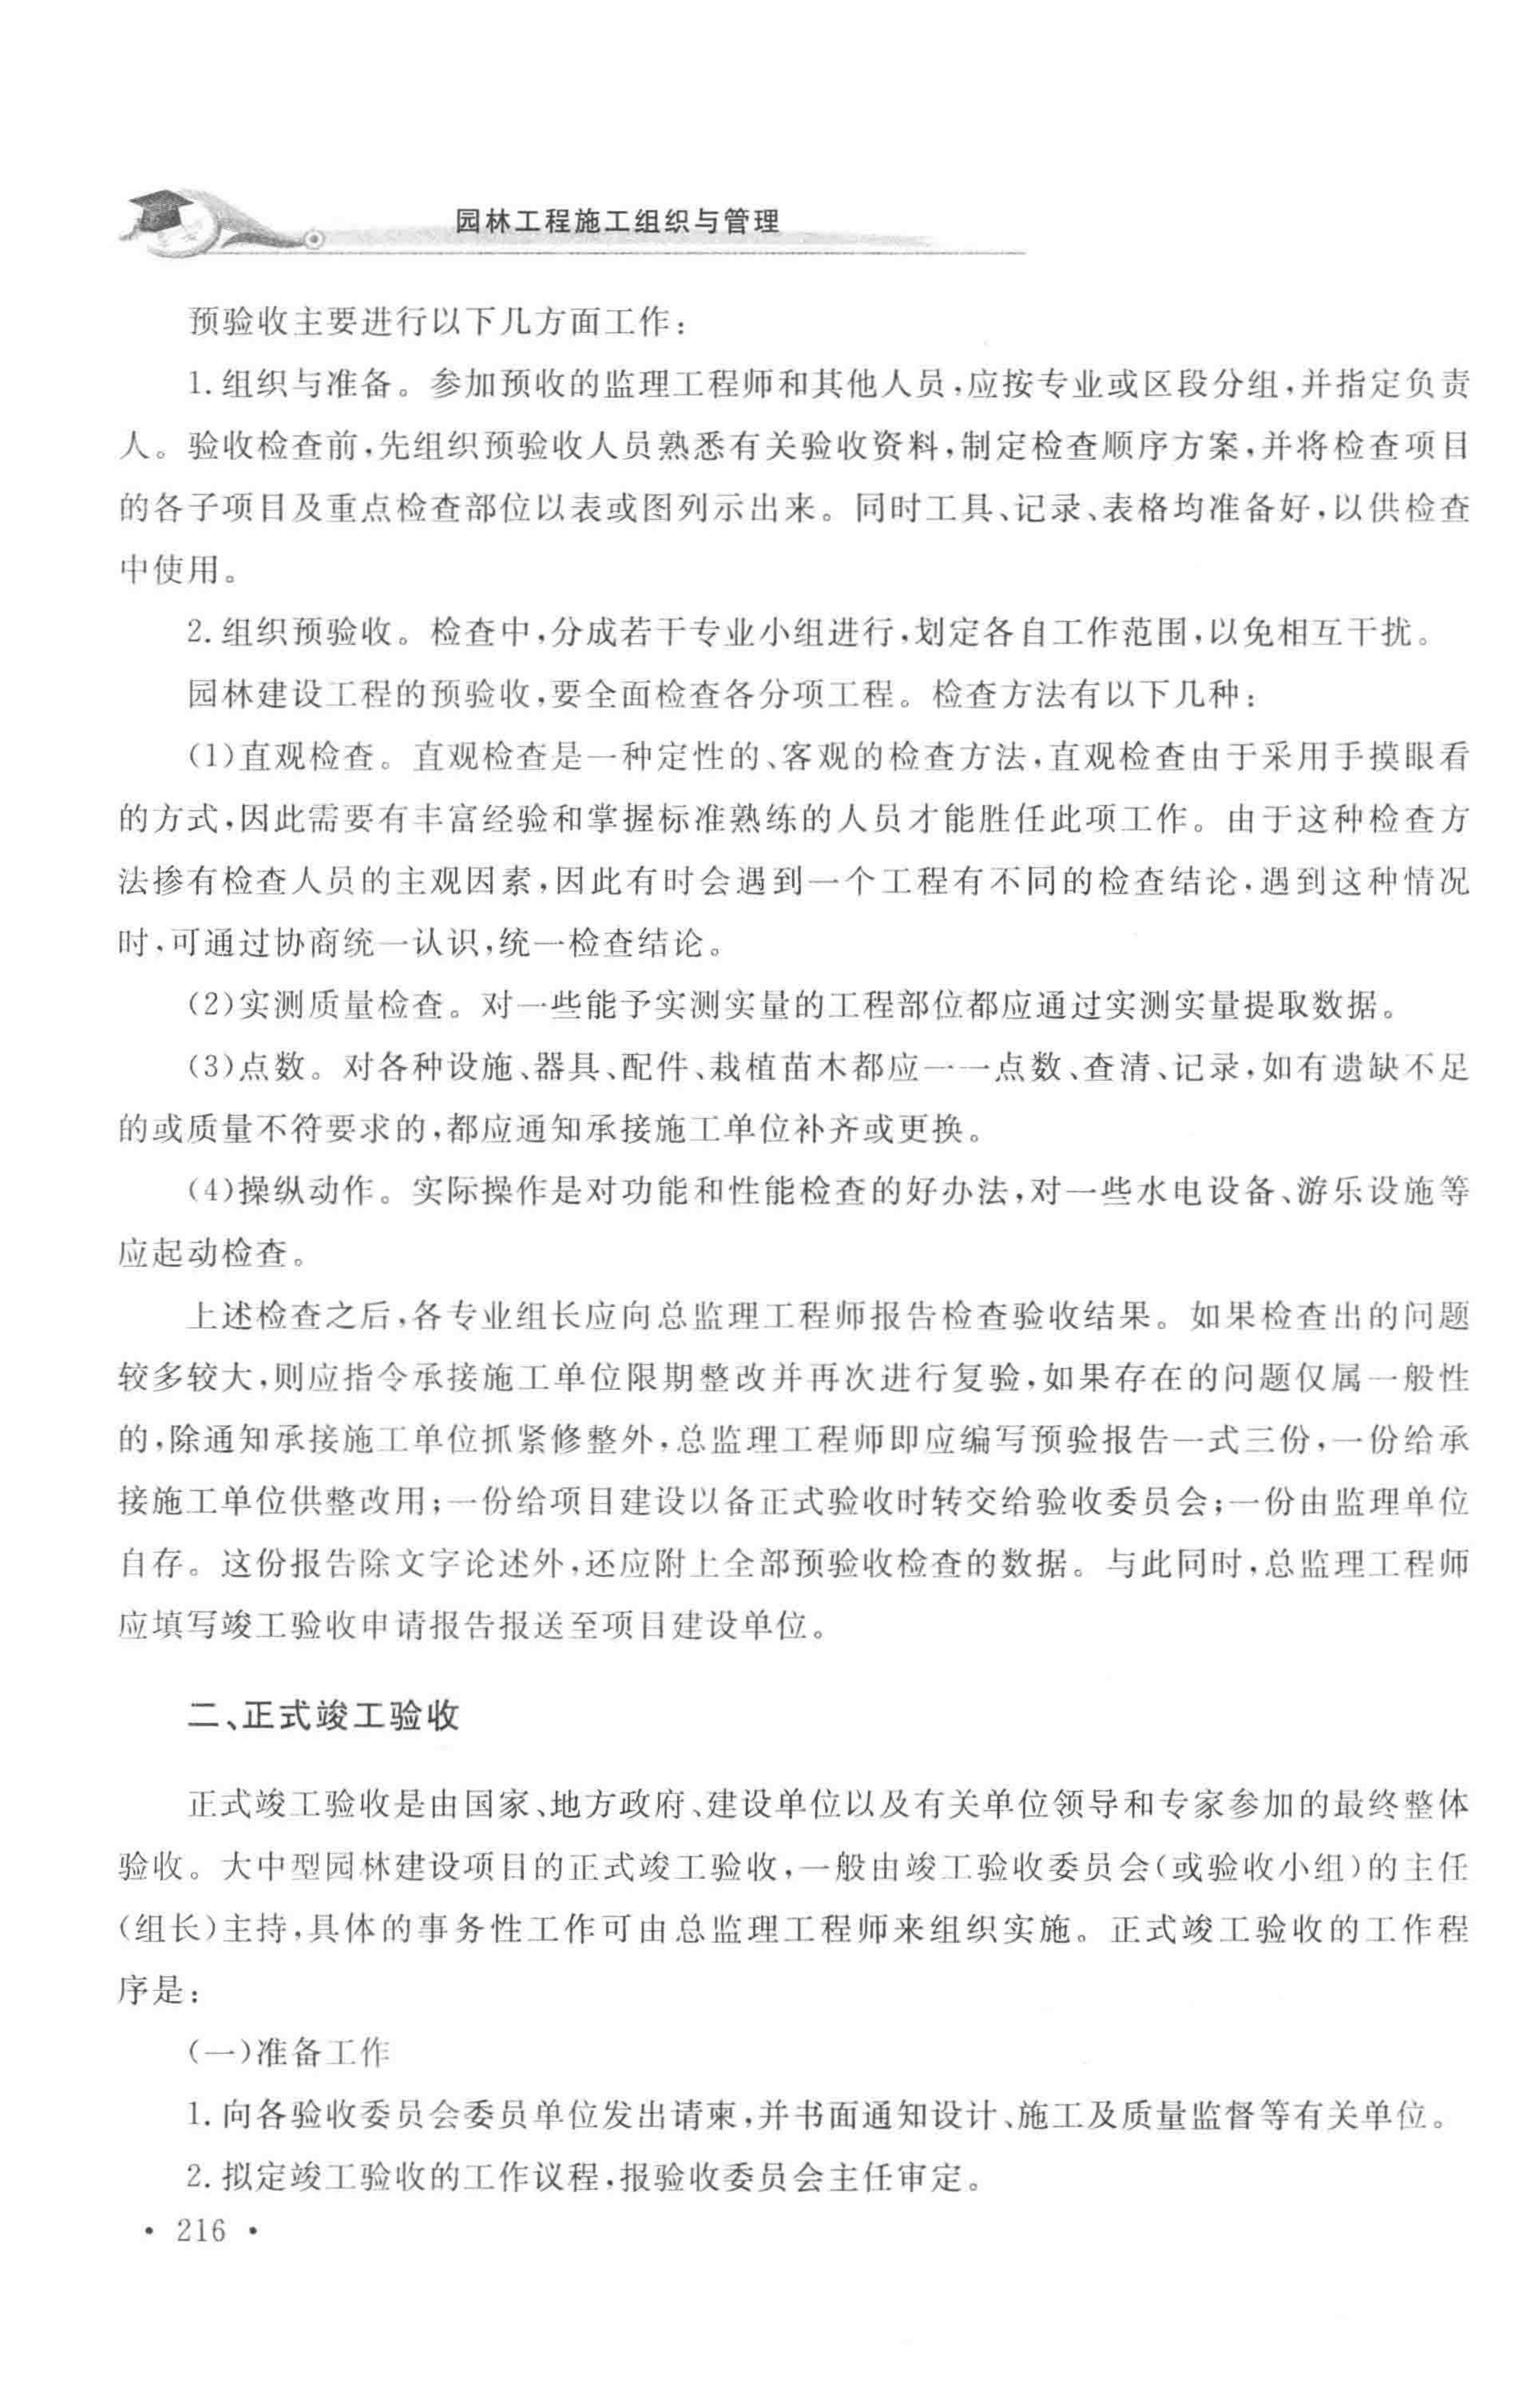 园林工程施工组织与管理
预验收主要进行以下几方面工作：
1.组织与准备。参加预收的监理工程师和其他人员，应按专业或区段分组，并指定负责
人。验收检查前，先组织预验收人员熟悉有关验收资料，制定检查顺序方案，并将检查项目
的各子项目及重点检查部位以表或图列示出来。同时工具、记录、表格均准备好，以供检查
中使用。
2.组织预验收。检查中，分成若干专业小组进行，划定各自工作范围，以免相互干扰。
园林建设工程的预验收，要全面检查各分项工程。检查方法有以下几种：
(1)直观检查。直观检查是一种定性的、客观的检查方法，直观检查由于采用手摸眼看
的方式，因此需要有丰富经验和掌握标准熟练的人员才能胜任此项工作。由于这种检查方
法掺有检查人员的主观因素，因此有时会遇到一个工程有不同的检查结论，遇到这种情况
时，可通过协商统一认识，统一检查结论。
(2)实测质量检查。对一些能予实测实量的工程部位都应通过实测实量提取数据。
(3)点数。对各种设施、器具、配件、栽植苗木都应一一点数、查清、记录，如有遗缺不足
的或质量不符要求的，都应通知承接施工单位补齐或更换。
(4)操纵动作。实际操作是对功能和性能检查的好办法，对一些水电设备、游乐设施等
应起动检查。
上述检查之后，各专业组长应向总监理工程师报告检查验收结果。如果检查出的问题
较多较大，则应指令承接施工单位限期整改并再次进行复验，如果存在的问题仅属一般性
的，除通知承接施工单位抓紧修整外，总监理工程师即应编写预验报告一式三份，一份给承
接施工单位供整改用；一份给项目建设以备正式验收时转交给验收委员会；一份由监理单位
自存。这份报告除文字论述外，还应附上全部预验收检查的数据。与此同时，总监理工程师
应填写竣工验收申请报告报送至项目建设单位。
二、正式竣工验收
正式竣工验收是由国家、地方政府、建设单位以及有关单位领导和专家参加的最终整体
验收。大中型园林建设项目的正式竣工验收，一般由竣工验收委员会(或验收小组)的主任
(组长)主持，具体的事务性工作可由总监理工程师来组织实施。正式竣工验收的工作程
序是：
(一)准备工作
1.向各验收委员会委员单位发出请柬，并书面通知设计、施工及质量监督等有关单位。
2.拟定竣工验收的工作议程，报验收委员会主任审定。
• 216 •